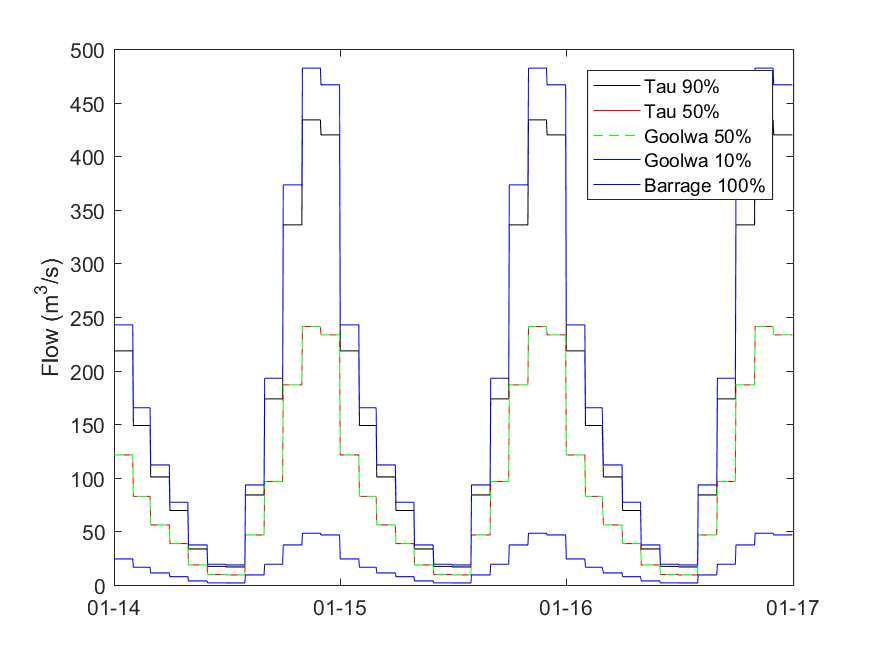 500
450
400
350
300
250
200
150
100
50
0
Flow (m³/s)
01-14
01-15
01-16
01-17
Tau 90%
Tau 50%
Goolwa 50%
Goolwa 10%
Barrage 100%